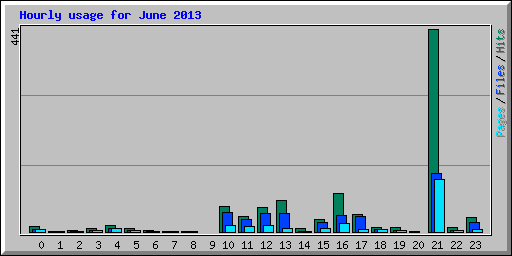 Hourly usage for June 2013
441
Pages/Files/Hits
0 1 2 3 4 5 6 7 8 9 10 11 12 13 14 15 16 17 18 19 20 21 22 23